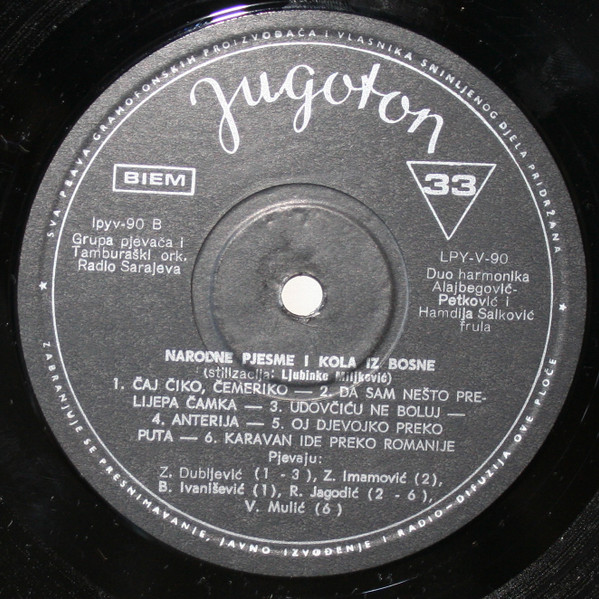 SVA PRAVA GRAMOFONSKIH PROIZVOĐAČA I VLASNIKA SNIMLJENOG DJELA PRIDRŽANA
Jugoton
BIEM
33
lpyv-90 B
Grupa pjevača i
Tamburaški ork.
Radio Sarajeva
LPY-V-90
Duo harmonika
Alajbegović-
Petković i
Hamdija Salković
frula
NARODNE PJESME I KOLA IZ BOSNE
(stilizacija: Ljubinko Miljković)
1. ČAJ ČIKO, ČEMERIKO — 2. DA SAM NEŠTO PRE-
LIJEPA ČAMKA — 3. UDOVČIĆU NE BOLUJ —
4. ANTERIJA — 5. OJ DJEVOJKO PREKO
PUTA — 6. KARAVAN IDE PREKO ROMANIJE
Pjevaju:
Z. Dubljević (1-3), Z. Imamović (2),
B. Ivanišević (1), R. Jagodić (2-6),
V. Mulić (6)
ZABRANJUJE SE PRESNIMAVANJE, JAVNO IZVOĐENJE I RADIO-DIFUZIJA OVE PLOČE